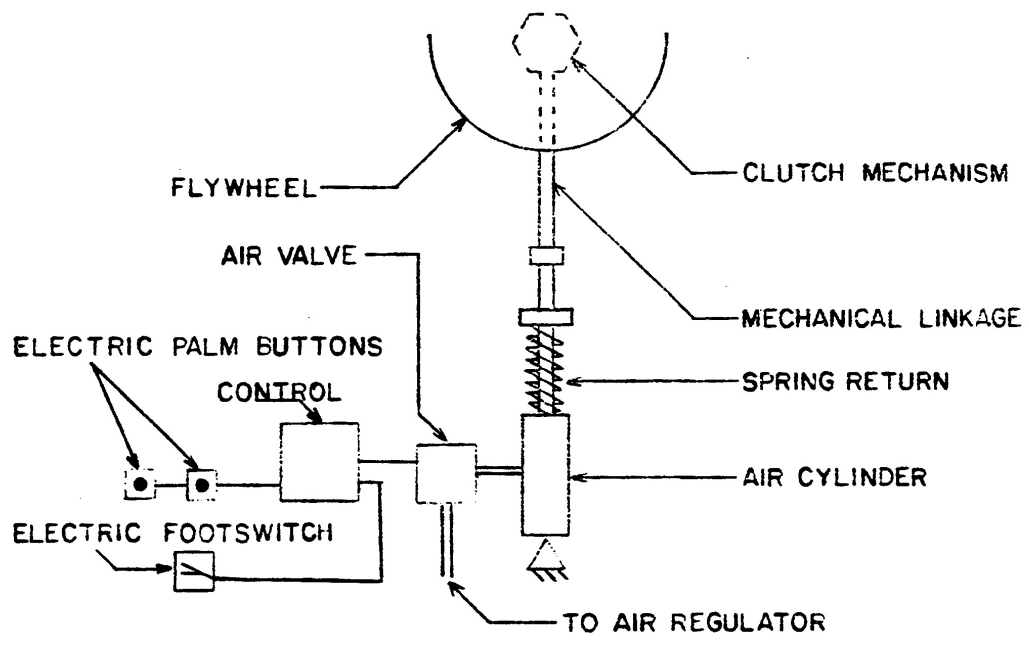 CLUTCH MECHANISM
FLYWHEEL
AIR VALVE
MECHANICAL LINKAGE
ELECTRIC PALM BUTTONS
CONTROL
SPRING RETURN
AIR CYLINDER
ELECTRIC FOOTSWITCH
TO AIR REGULATOR